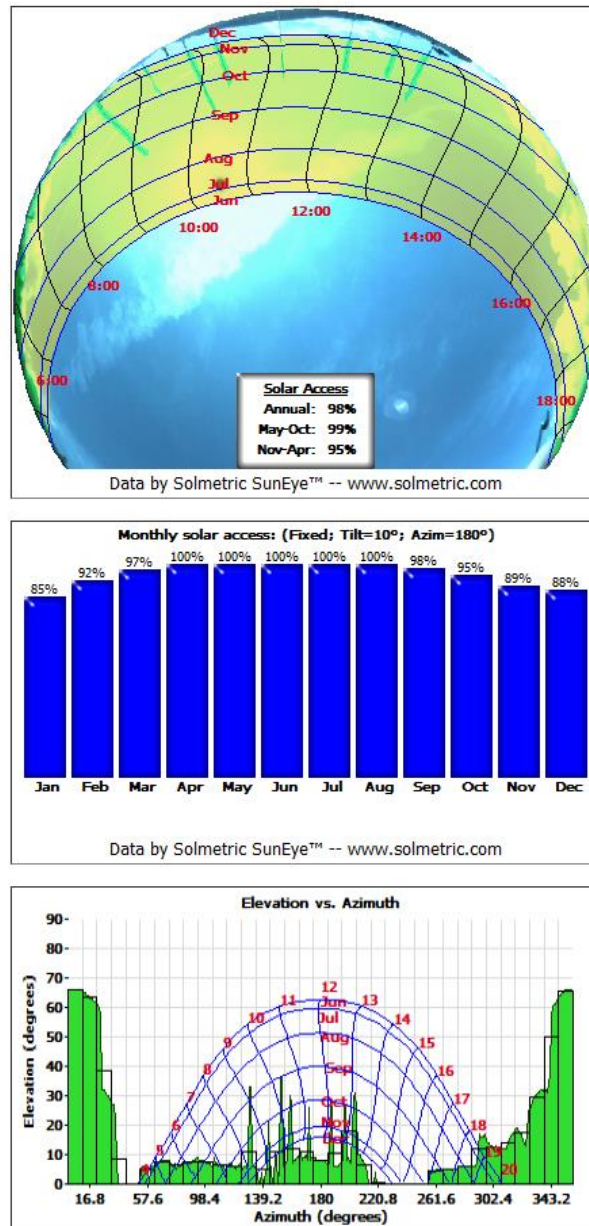 Dec
Nov
Oct
Sep
Aug
Jul
Jun
12:00
10:00
14:00
8:00
16:00
6:00
18:00
Solar Access
Annual: 98%
May-Oct: 99%
Nov-Apr: 95%
Data by Solmetric SunEye™ -- www.solmetric.com
Monthly solar access: (Fixed; Tilt=10º; Azim=180º)
85% 92% 97% 100% 100% 100% 100% 100% 98% 95% 89% 88%
Jan Feb Mar Apr May Jun Jul Aug Sep Oct Nov Dec
Data by Solmetric SunEye™ -- www.solmetric.com
Elevation vs. Azimuth
Elevation (degrees)
90
80
70
60
50
40
30
20
10
0
12
11 Jun 13
10 Jul 14
9 Aug 15
8 Sep 16
7 Oct 17
6 Nov 18
5 Dec 19
20
16.8 57.6 98.4 139.2 180 220.8 261.6 302.4 343.2
Azimuth (degrees)